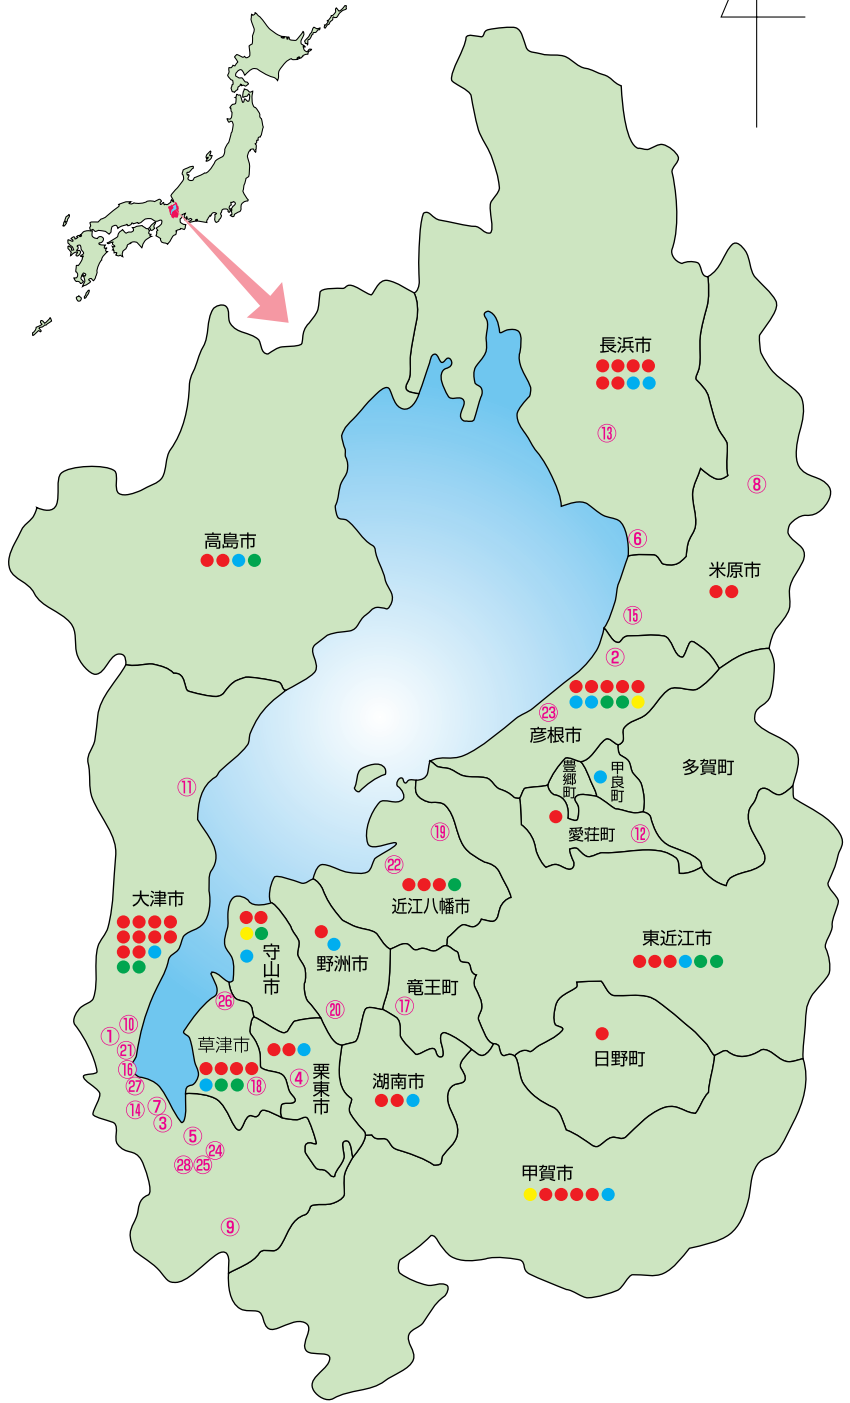 長浜市
⑬
⑧
⑥
高島市
米原市
⑮
②
㉓
彦根市
多賀町
豊郷町
甲良町
⑪
⑲
愛荘町
⑫
㉒
大津市
近江八幡市
東近江市
守山市
野洲市
竜王町
㉖
⑰
⑳
⑩
①
草津市
㉑
日野町
⑯
④
栗東市
湖南市
㉗
⑱
⑭
⑦
③
⑤
㉔
㉘
㉕
甲賀市
⑨